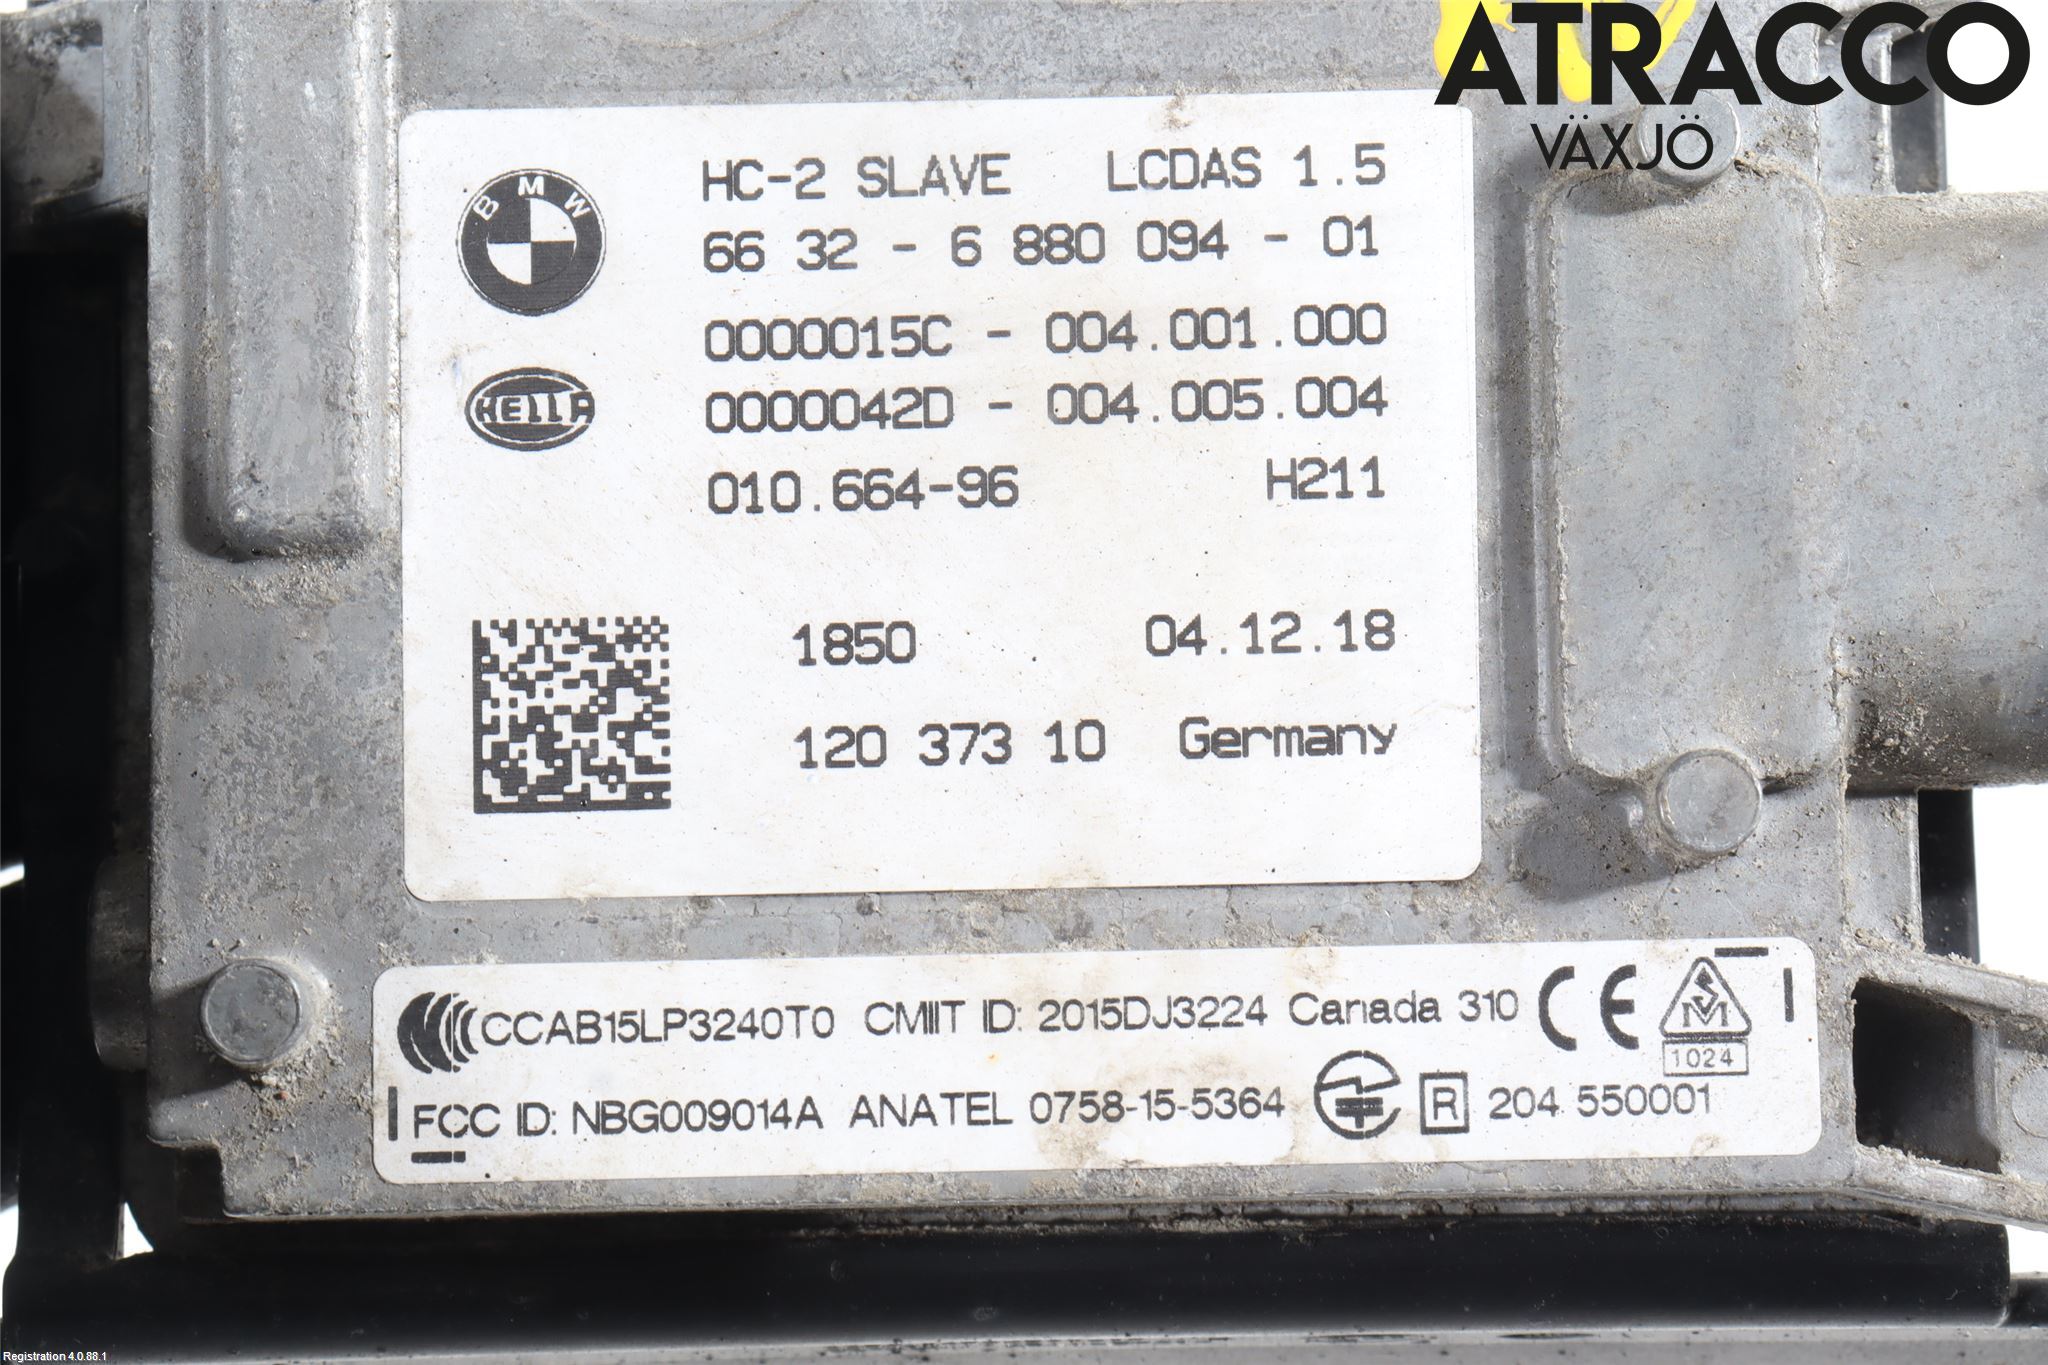 ATRACCO
VÄXJÖ
BMW
HC-2 SLAVE LCDAS 1.5
66 32 - 6 880 094 - 01
0000015C - 004.001.000
HELLA
0000042D - 004.005.004
010.664-96 H211
1850 04.12.18
120 373 10 Germany
CCAB15LP3240T0 CMIIT ID: 2015DJ3224 Canada 310 CE
1024
FCC ID: NBG009014A ANATEL 0758-15-5364 R 204 550001
Registration 4.0.88.1